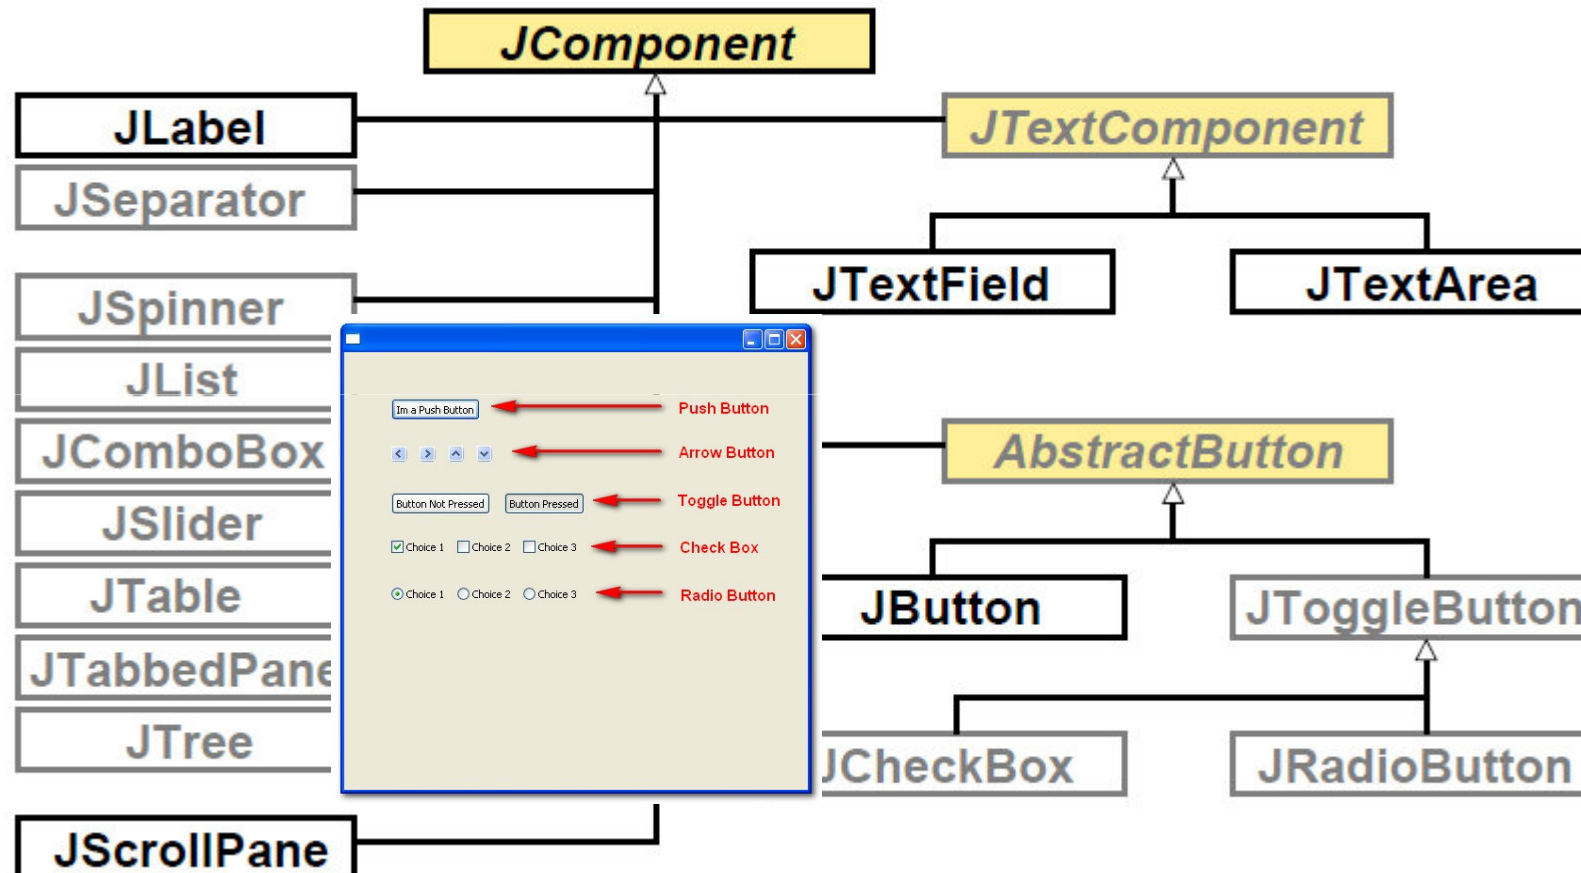 JComponent
JLabel
JTextComponent
JSeparator
JTextField
JTextArea
JSpinner
JList
JComboBox
JSlider
JTable
JTabbedPane
JTree
JScrollPane
Im a Push Button
Push Button
Arrow Button
Button Not Pressed
Button Pressed
Toggle Button
Choice 1
Choice 2
Choice 3
Check Box
Choice 1
Choice 2
Choice 3
Radio Button
AbstractButton
JButton
JToggleButton
JCheckBox
JRadioButton